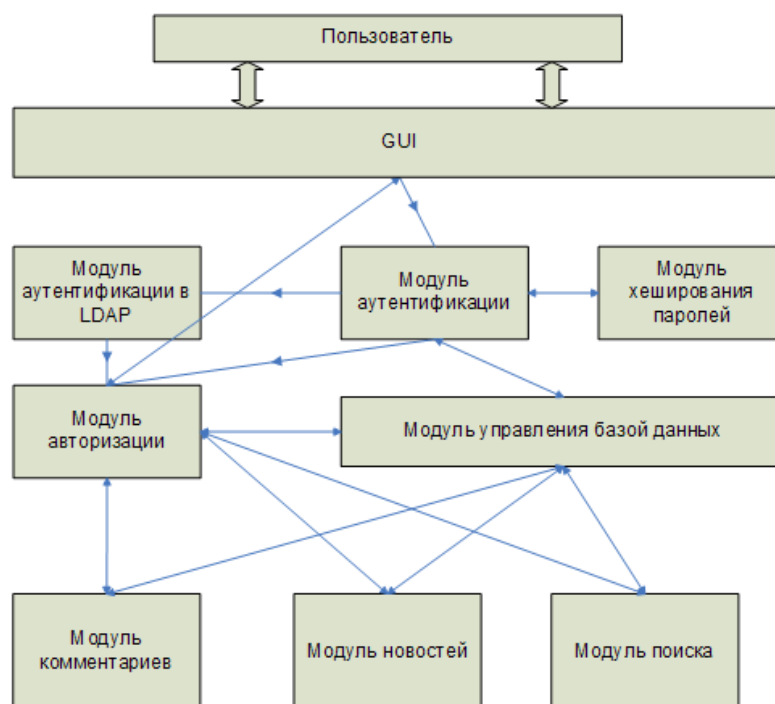 Пользователь
GUI
Модуль
аутентификации в
LDAP
Модуль
аутентификации
Модуль
хеширования
паролей
Модуль
авторизации
Модуль управления базой данных
Модуль
комментариев
Модуль новостей
Модуль поиска